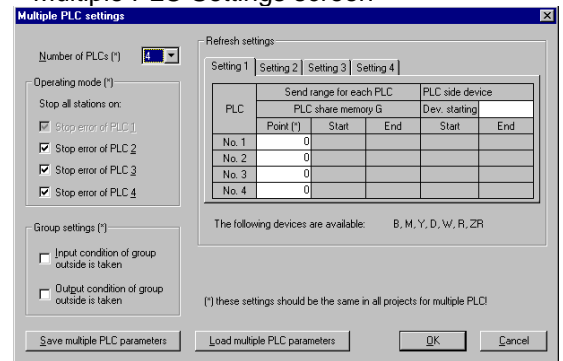 Multiple PLC Settings screen
Multiple PLC settings
Number of PLCs (*) 4
Operating mode (*)
Stop all stations on:
Stop error of PLC 1
Stop error of PLC 2
Stop error of PLC 3
Stop error of PLC 4
Group settings (*)
Input condition of group
outside is taken
Output condition of group
outside is taken
Refresh settings
Setting 1 Setting 2 Setting 3 Setting 4
PLC Send range for each PLC PLC side device
PLC share memory G Dev. starting
Point (*) Start End Start End
No. 1 0
No. 2 0
No. 3 0
No. 4 0
The following devices are available: B, M, Y, D, W, R, ZR
(*) these settings should be the same in all projects for multiple PLC!
Save multiple PLC parameters Load multiple PLC parameters OK Cancel